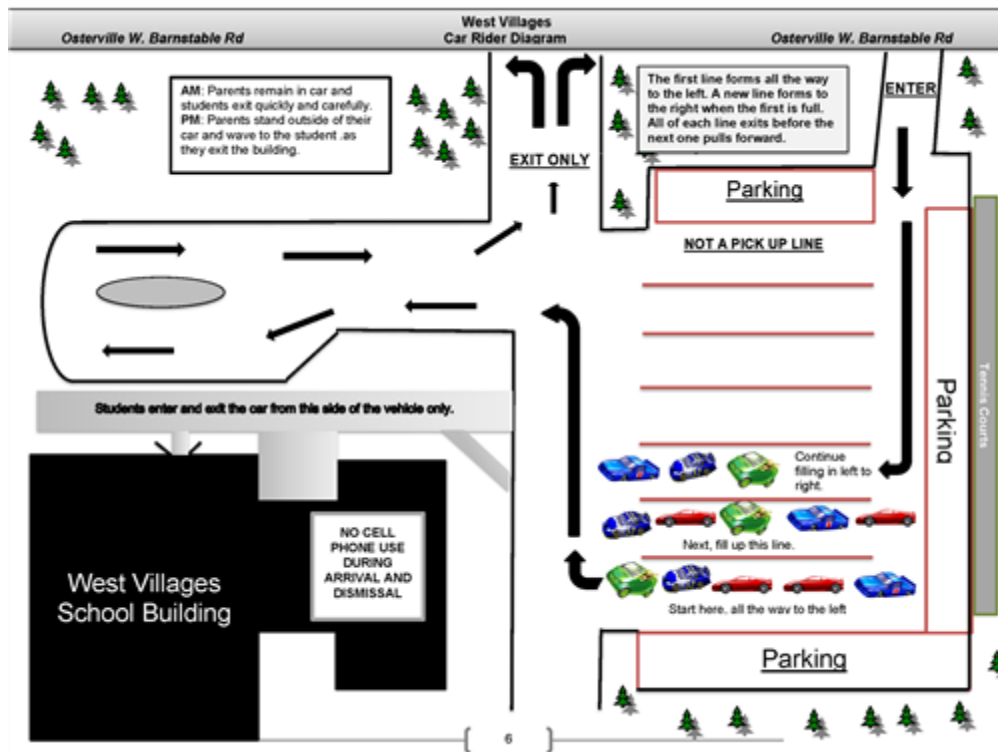 West Villages
Osterville W. Barnstable Rd
Car Rider Diagram
Osterville W. Barnstable Rd
AM: Parents remain in car and
students exit quickly and carefully.
PM: Parents stand outside of their
car and wave to the student .as
they exit the building.
The first line forms all the way
to the left. A new line forms to
the right when the first is full.
All of each line exits before the
next one pulls forward.
ENTER
EXIT ONLY
Parking
NOT A PICK UP LINE
Parking
Tennis Courts
Students enter and exit the car from this side of the vehicle only.
Continue
filling in left to
right.
Next, fill up this line.
Start here, all the way to the left
NO CELL
PHONE USE
DURING
ARRIVAL AND
DISMISSAL
West Villages
School Building
Parking
6